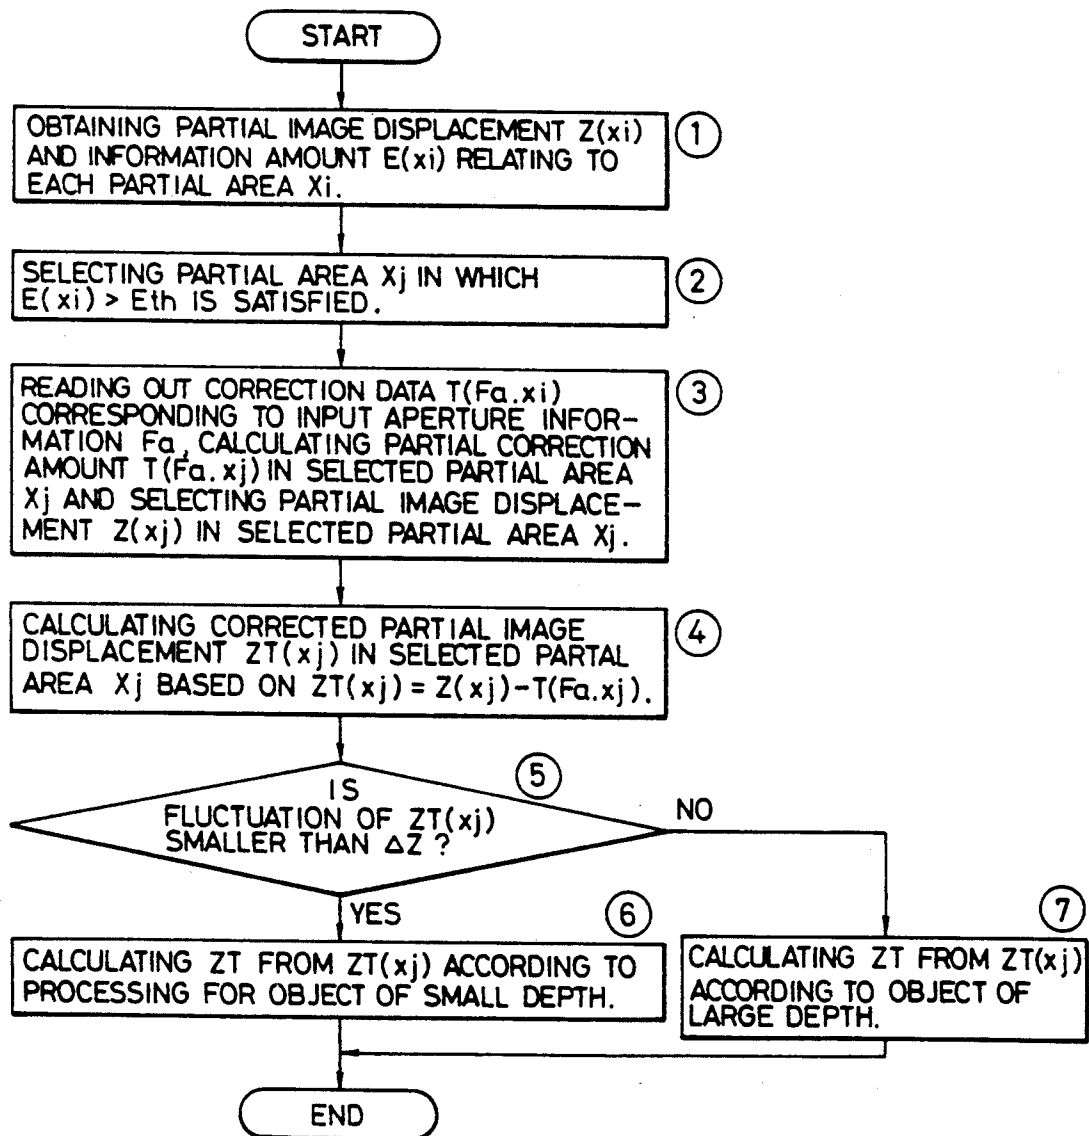 START
OBTAINING PARTIAL IMAGE DISPLACEMENT Z(xi)
AND INFORMATION AMOUNT E(xi) RELATING TO
EACH PARTIAL AREA Xi.
①
SELECTING PARTIAL AREA Xj IN WHICH
E(xi) > Eth IS SATISFIED.
②
READING OUT CORRECTION DATA T(Fa.xi)
CORRESPONDING TO INPUT APERTURE INFOR-
MATION Fa, CALCULATING PARTIAL CORRECTION
AMOUNT T(Fa.xj) IN SELECTED PARTIAL AREA
Xj AND SELECTING PARTIAL IMAGE DISPLACE-
MENT Z(xj) IN SELECTED PARTIAL AREA Xj.
③
CALCULATING CORRECTED PARTIAL IMAGE
DISPLACEMENT ZT(xj) IN SELECTED PARTAL
AREA Xj BASED ON ZT(xj) = Z(xj)-T(Fa.xj).
④
IS
FLUCTUATION OF ZT(xj)
SMALLER THAN ΔZ ?
⑤
NO
YES
⑥
CALCULATING ZT FROM ZT(xj) ACCORDING TO
PROCESSING FOR OBJECT OF SMALL DEPTH.
⑦
CALCULATING ZT FROM ZT(xj)
ACCORDING TO OBJECT OF
LARGE DEPTH.
END